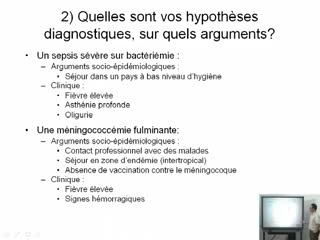 2) Quelles sont vos hypothèses
diagnostiques, sur quels arguments?
• Un sepsis sévère sur bactériémie :
– Arguments socio-épidémiologiques :
• Séjour dans un pays à bas niveau d'hygiène
– Clinique :
• Fièvre élevée
• Asthénie profonde
• Oligurie
• Une méningococcémie fulminante:
– Arguments socio-épidémiologiques :
• Contact professionnel avec des malades
• Séjour en zone d'endémie (intertropical)
• Absence de vaccination contre le méningocoque
– Clinique :
• Fièvre élevée
• Signes hémorragiques